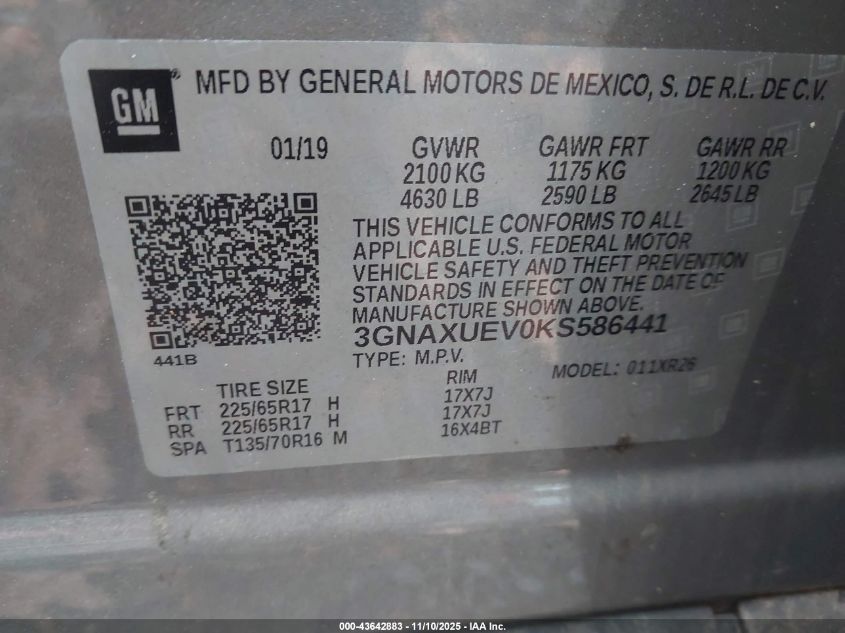 GM ® MFD BY GENERAL MOTORS DE MEXICO, S. DE R.L. DE C.V.
01/19 GVWR GAWR FRT GAWR RR
2100 KG 1175 KG 1200 KG
4630 LB 2590 LB 2645 LB
THIS VEHICLE CONFORMS TO ALL
APPLICABLE U.S. FEDERAL MOTOR
VEHICLE SAFETY AND THEFT PREVENTION
STANDARDS IN EFFECT ON THE DATE OF
MANUFACTURE SHOWN ABOVE.
3GNAXUEV0KS586441
441B TYPE: M.P.V. MODEL: 011XR26
TIRE SIZE RIM
FRT 225/65R17 H 17X7J
RR 225/65R17 H 17X7J
SPA T135/70R16 M 16X4BT
000-43642883 - 11/10/2025 - IAA Inc.